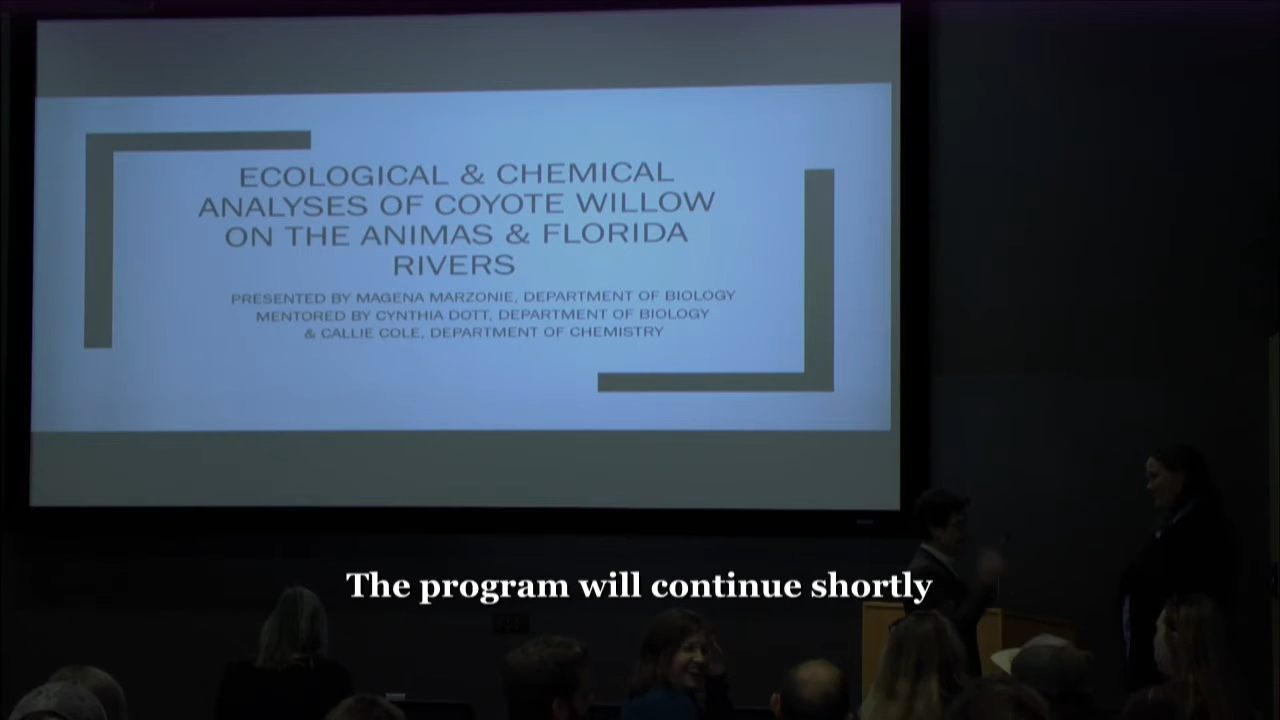 ECOLOGICAL & CHEMICAL
ANALYSES OF COYOTE WILLOW
ON THE ANIMAS & FLORIDA
RIVERS
PRESENTED BY MAGENA MARZONIE, DEPARTMENT OF BIOLOGY
MENTORED BY CYNTHIA DOTT, DEPARTMENT OF BIOLOGY
& CALLIE COLE, DEPARTMENT OF CHEMISTRY
The program will continue shortly